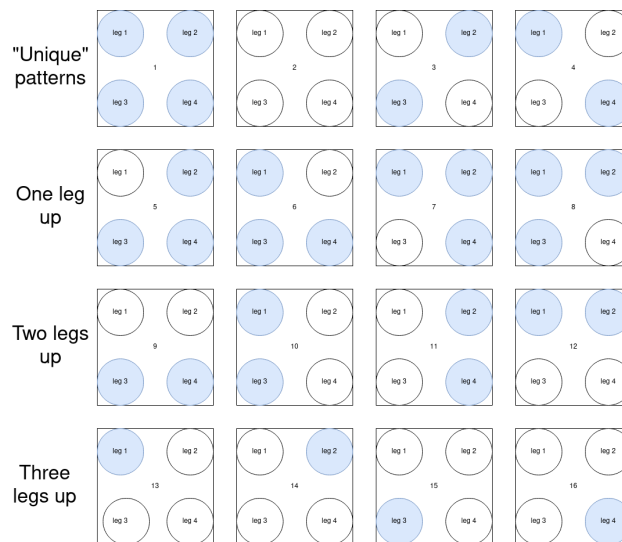 "Unique"
patterns
leg 1 leg 2 leg 1 leg 2 leg 1 leg 2 leg 1 leg 2
1 2 3 4
leg 3 leg 4 leg 3 leg 4 leg 3 leg 4 leg 3 leg 4
One leg
up
leg 1 leg 2 leg 1 leg 2 leg 1 leg 2 leg 1 leg 2
5 6 7 8
leg 3 leg 4 leg 3 leg 4 leg 3 leg 4 leg 3 leg 4
Two legs
up
leg 1 leg 2 leg 1 leg 2 leg 1 leg 2 leg 1 leg 2
9 10 11 12
leg 3 leg 4 leg 3 leg 4 leg 3 leg 4 leg 3 leg 4
Three
legs up
leg 1 leg 2 leg 1 leg 2 leg 1 leg 2 leg 1 leg 2
13 14 15 16
leg 3 leg 4 leg 3 leg 4 leg 3 leg 4 leg 3 leg 4